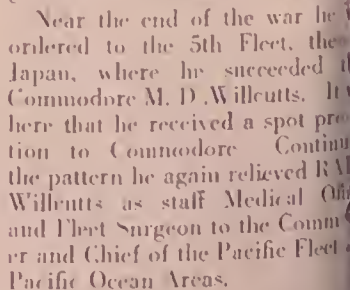 Near the end of the war he
ordered to the 5th Fleet, the
Japan, where he succeeded
Commodore M. D .Willcutts. It
here that he received a spot pro
tion to Commodore Continu
the pattern he again relieved RA
Willcutts as staff Medical Off
and Fleet Surgeon to the Comm
er and Chief of the Pacific Fleet
Pacific Ocean Areas.